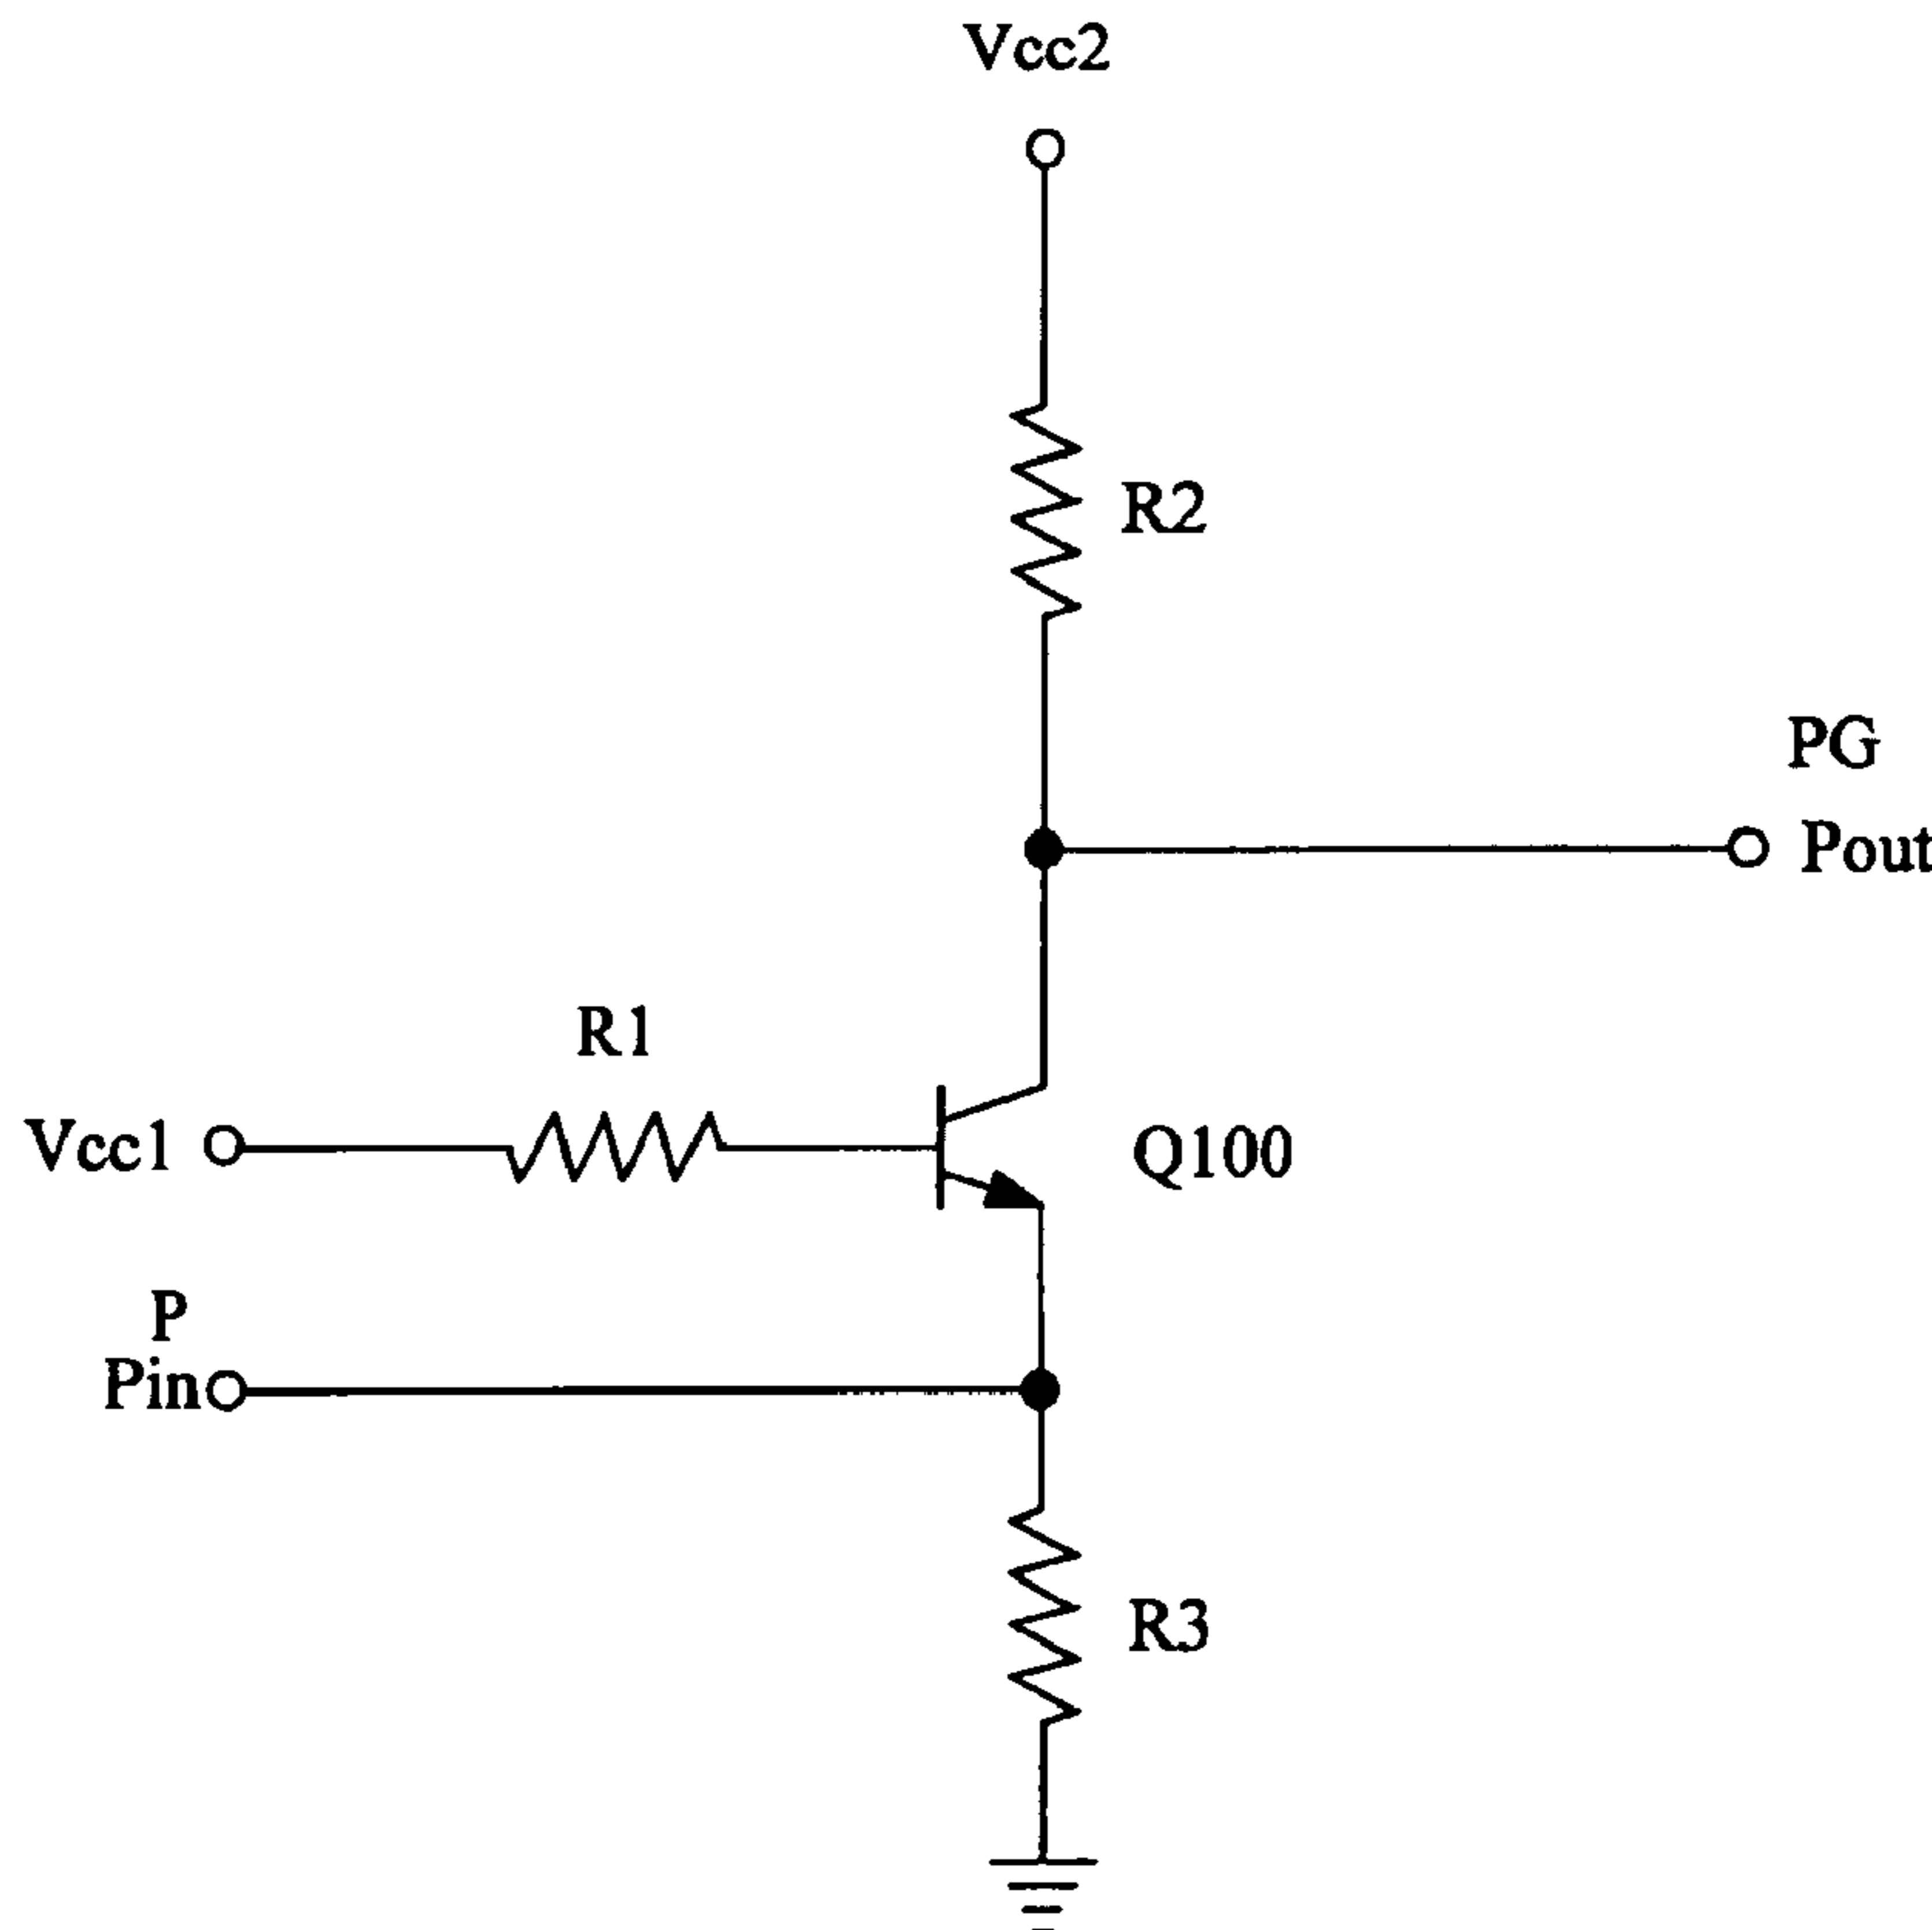 Vcc2
R2
PG
Pout
R1
Vcc1
Q100
P
Pin
R3